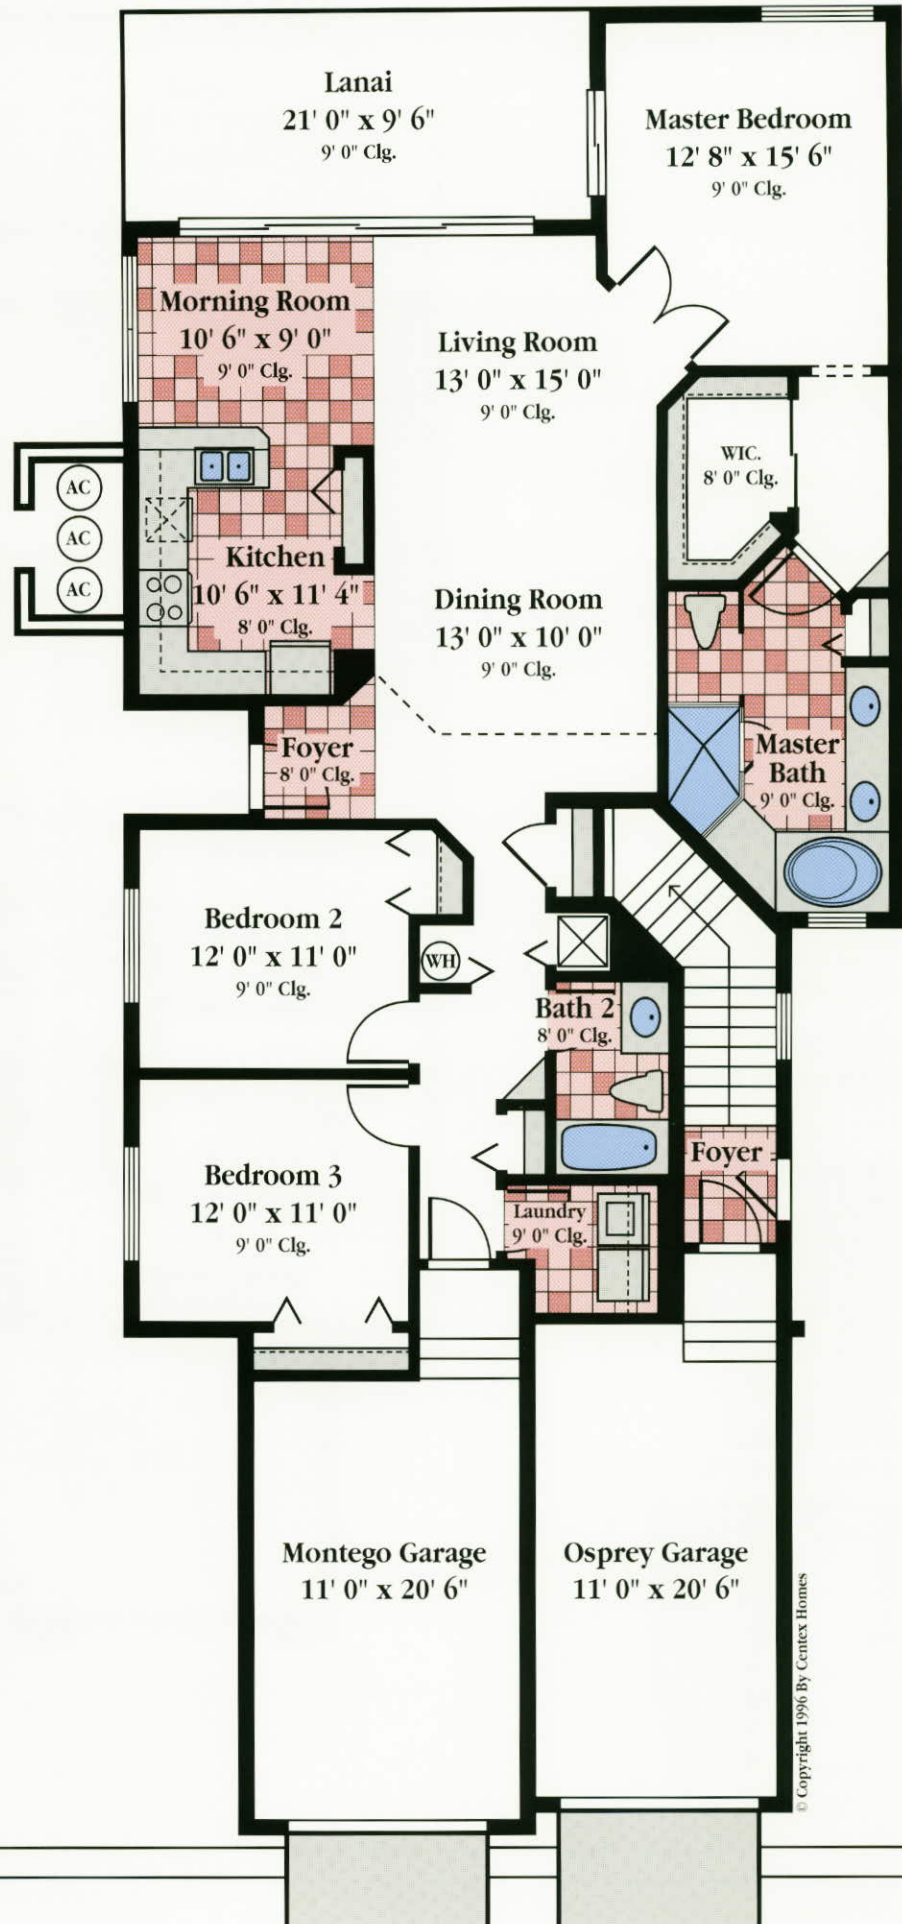 Lanai
21' 0" x 9' 6"
9' 0" Clg.
Master Bedroom
12' 8" x 15' 6"
9' 0" Clg.
Morning Room
10' 6" x 9' 0"
9' 0" Clg.
Living Room
13' 0" x 15' 0"
9' 0" Clg.
WIC.
8' 0" Clg.
AC
AC
AC
Kitchen
10' 6" x 11' 4"
8' 0" Clg.
Dining Room
13' 0" x 10' 0"
9' 0" Clg.
Foyer
8' 0" Clg.
Master
Bath
9' 0" Clg.
Bedroom 2
12' 0" x 11' 0"
9' 0" Clg.
WH
Bath 2
8' 0" Clg.
Bedroom 3
12' 0" x 11' 0"
9' 0" Clg.
Foyer
Laundry
9' 0" Clg.
Montego Garage
11' 0" x 20' 6"
Osprey Garage
11' 0" x 20' 6"
© Copyright 1996 By Centex Homes